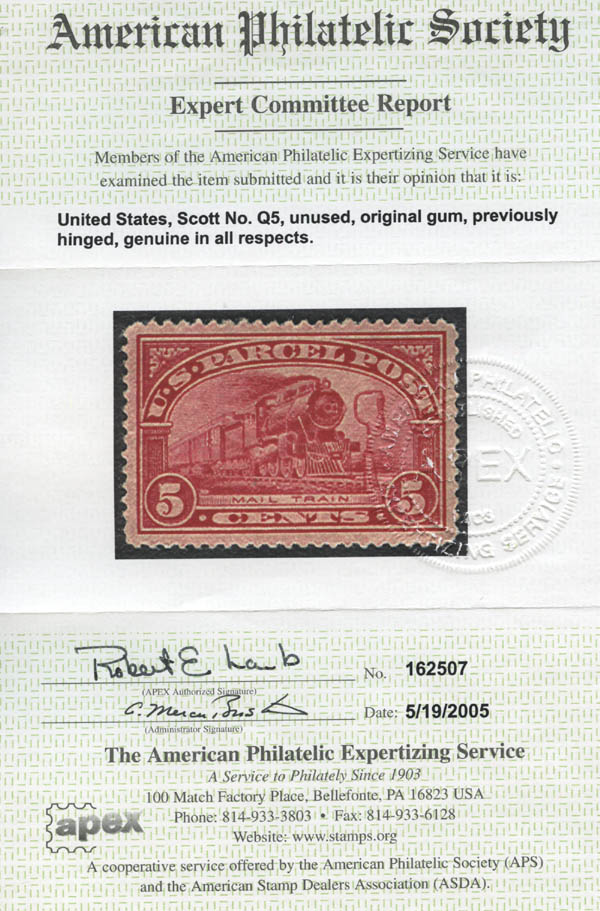 American Philatelic Society
Expert Committee Report
Members of the American Philatelic Expertizing Service have
examined the item submitted and it is their opinion that it is:
United States, Scott No. Q5, unused, original gum, previously
hinged, genuine in all respects.
U.S. PARCEL POST
5
MAIL TRAIN
5
CENTS
PHILATELIC
APEX
EXPERTIZING SERVICE
Robert E. Lamb
No. 162507
(APEX Authorized Signature)
Date: 5/19/2005
(Administrator Signature)
The American Philatelic Expertizing Service
A Service to Philately Since 1903
100 Match Factory Place, Bellefonte, PA 16823 USA
Phone: 814-933-3803 • Fax: 814-933-6128
apex
Website: www.stamps.org
A cooperative service offered by the American Philatelic Society (APS)
and the American Stamp Dealers Association (ASDA).